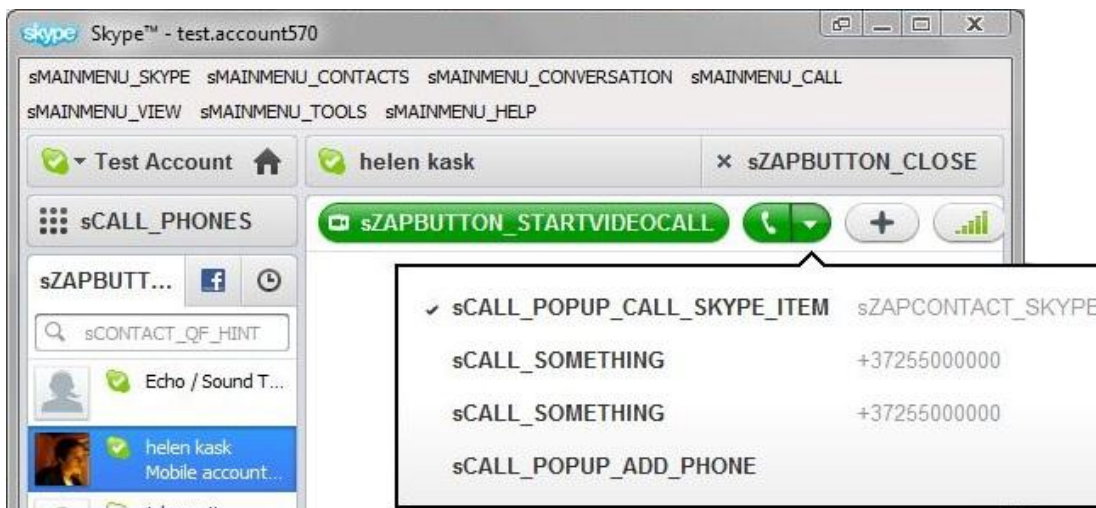 skype Skype™ - test.account570
sMAINMENU_SKYPE sMAINMENU_CONTACTS sMAINMENU_CONVERSATION sMAINMENU_CALL
sMAINMENU_VIEW sMAINMENU_TOOLS sMAINMENU_HELP
Test Account
helen kask
× sZAPBUTTON_CLOSE
sCALL_PHONES
sZAPBUTTON_STARTVIDEOCALL
sZAPBUTT...
sCONTACT_QF_HINT
Echo / Sound T...
helen kask
Mobile account...
sCALL_POPUP_CALL_SKYPE_ITEM sZAPCONTACT_SKYPE
sCALL_SOMETHING +37255000000
sCALL_SOMETHING +37255000000
sCALL_POPUP_ADD_PHONE